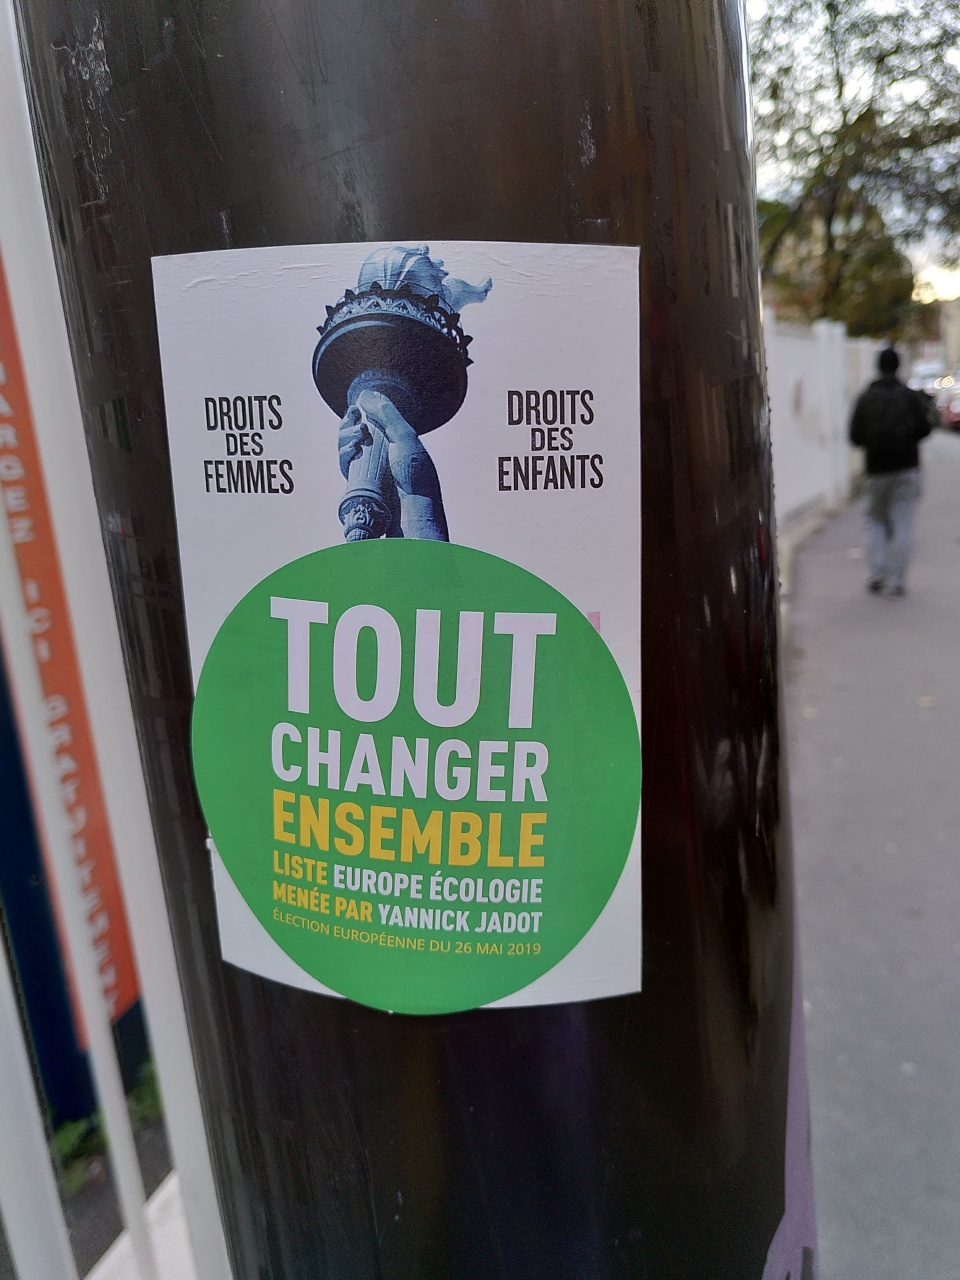 DROITS
DES
FEMMES
DROITS
DES
ENFANTS
TOUT
CHANGER
ENSEMBLE
LISTE EUROPE ÉCOLOGIE
MENÉE PAR YANNICK JADOT
ÉLECTION EUROPÉENNE DU 26 MAI 2019